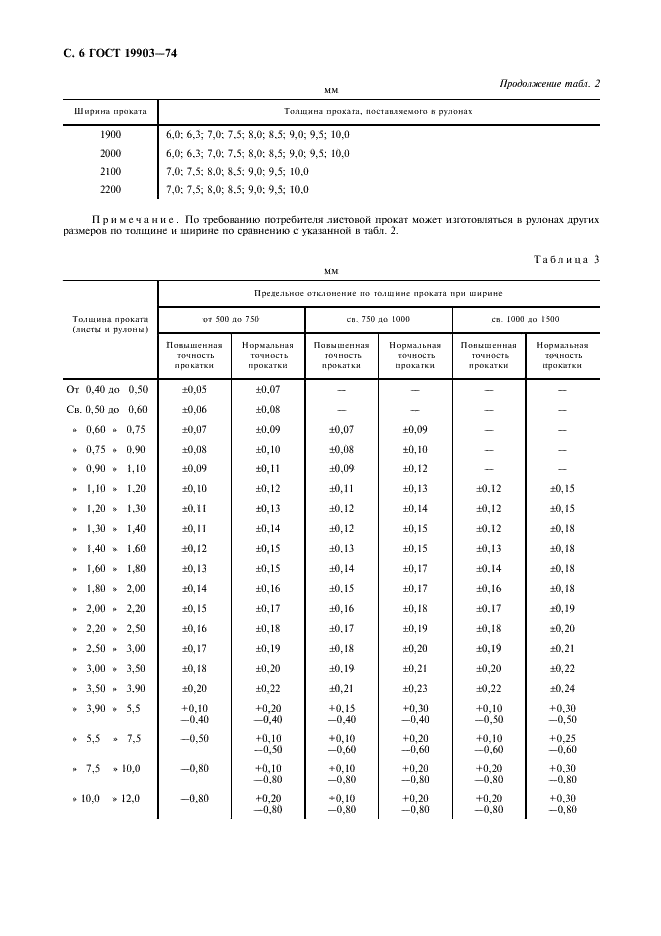 С. 6 ГОСТ 19903—74
Продолжение табл. 2
мм
Ширина проката Толщина проката, поставляемого в рулонах
1900 6,0; 6,3; 7,0; 7,5; 8,0; 8,5; 9,0; 9,5; 10,0
2000 6,0; 6,3; 7,0; 7,5; 8,0; 8,5; 9,0; 9,5; 10,0
2100 7,0; 7,5; 8,0; 8,5; 9,0; 9,5; 10,0
2200 7,0; 7,5; 8,0; 8,5; 9,0; 9,5; 10,0
Примечание. По требованию потребителя листовой прокат может изготовляться в рулонах других
размеров по толщине и ширине по сравнению с указанной в табл. 2.
Таблица 3
мм
Предельное отклонение по толщине проката при ширине
Толщина проката
(листы и рулоны)
от 500 до 750 св. 750 до 1000 св. 1000 до 1500
Повышенная Нормальная Повышенная Нормальная Повышенная Нормальная
точность точность точность точность точность точность
прокатки прокатки прокатки прокатки прокатки прокатки
От 0,40 до 0,50 ±0,05 ±0,07 — — — —
Св. 0,50 до 0,60 ±0,06 ±0,08 — — — —
» 0,60 » 0,75 ±0,07 ±0,09 ±0,07 ±0,09 — —
» 0,75 » 0,90 ±0,08 ±0,10 ±0,08 ±0,10 — —
» 0,90 » 1,10 ±0,09 ±0,11 ±0,09 ±0,12 — —
» 1,10 » 1,20 ±0,10 ±0,12 ±0,11 ±0,13 ±0,12 ±0,15
» 1,20 » 1,30 ±0,11 ±0,13 ±0,12 ±0,14 ±0,12 ±0,15
» 1,30 » 1,40 ±0,11 ±0,14 ±0,12 ±0,15 ±0,12 ±0,18
» 1,40 » 1,60 ±0,12 ±0,15 ±0,13 ±0,15 ±0,13 ±0,18
» 1,60 » 1,80 ±0,13 ±0,15 ±0,14 ±0,17 ±0,14 ±0,18
» 1,80 » 2,00 ±0,14 ±0,16 ±0,15 ±0,17 ±0,16 ±0,18
» 2,00 » 2,20 ±0,15 ±0,17 ±0,16 ±0,18 ±0,17 ±0,19
» 2,20 » 2,50 ±0,16 ±0,18 ±0,17 ±0,19 ±0,18 ±0,20
» 2,50 » 3,00 ±0,17 ±0,19 ±0,18 ±0,20 ±0,19 ±0,21
» 3,00 » 3,50 ±0,18 ±0,20 ±0,19 ±0,21 ±0,20 ±0,22
» 3,50 » 3,90 ±0,20 ±0,22 ±0,21 ±0,23 ±0,22 ±0,24
» 3,90 » 5,5 +0,10 +0,20 +0,15 +0,30 +0,10 +0,30
—0,40 —0,40 —0,40 —0,40 —0,50 —0,50
» 5,5 » 7,5 —0,50 +0,10 +0,10 +0,20 +0,10 +0,25
—0,50 —0,60 —0,60 —0,60 —0,60
» 7,5 » 10,0 —0,80 +0,10 +0,10 +0,20 +0,20 +0,30
—0,80 —0,80 —0,80 —0,80 —0,80
» 10,0 » 12,0 —0,80 +0,20 +0,10 +0,20 +0,20 +0,30
—0,80 —0,80 —0,80 —0,80 —0,80